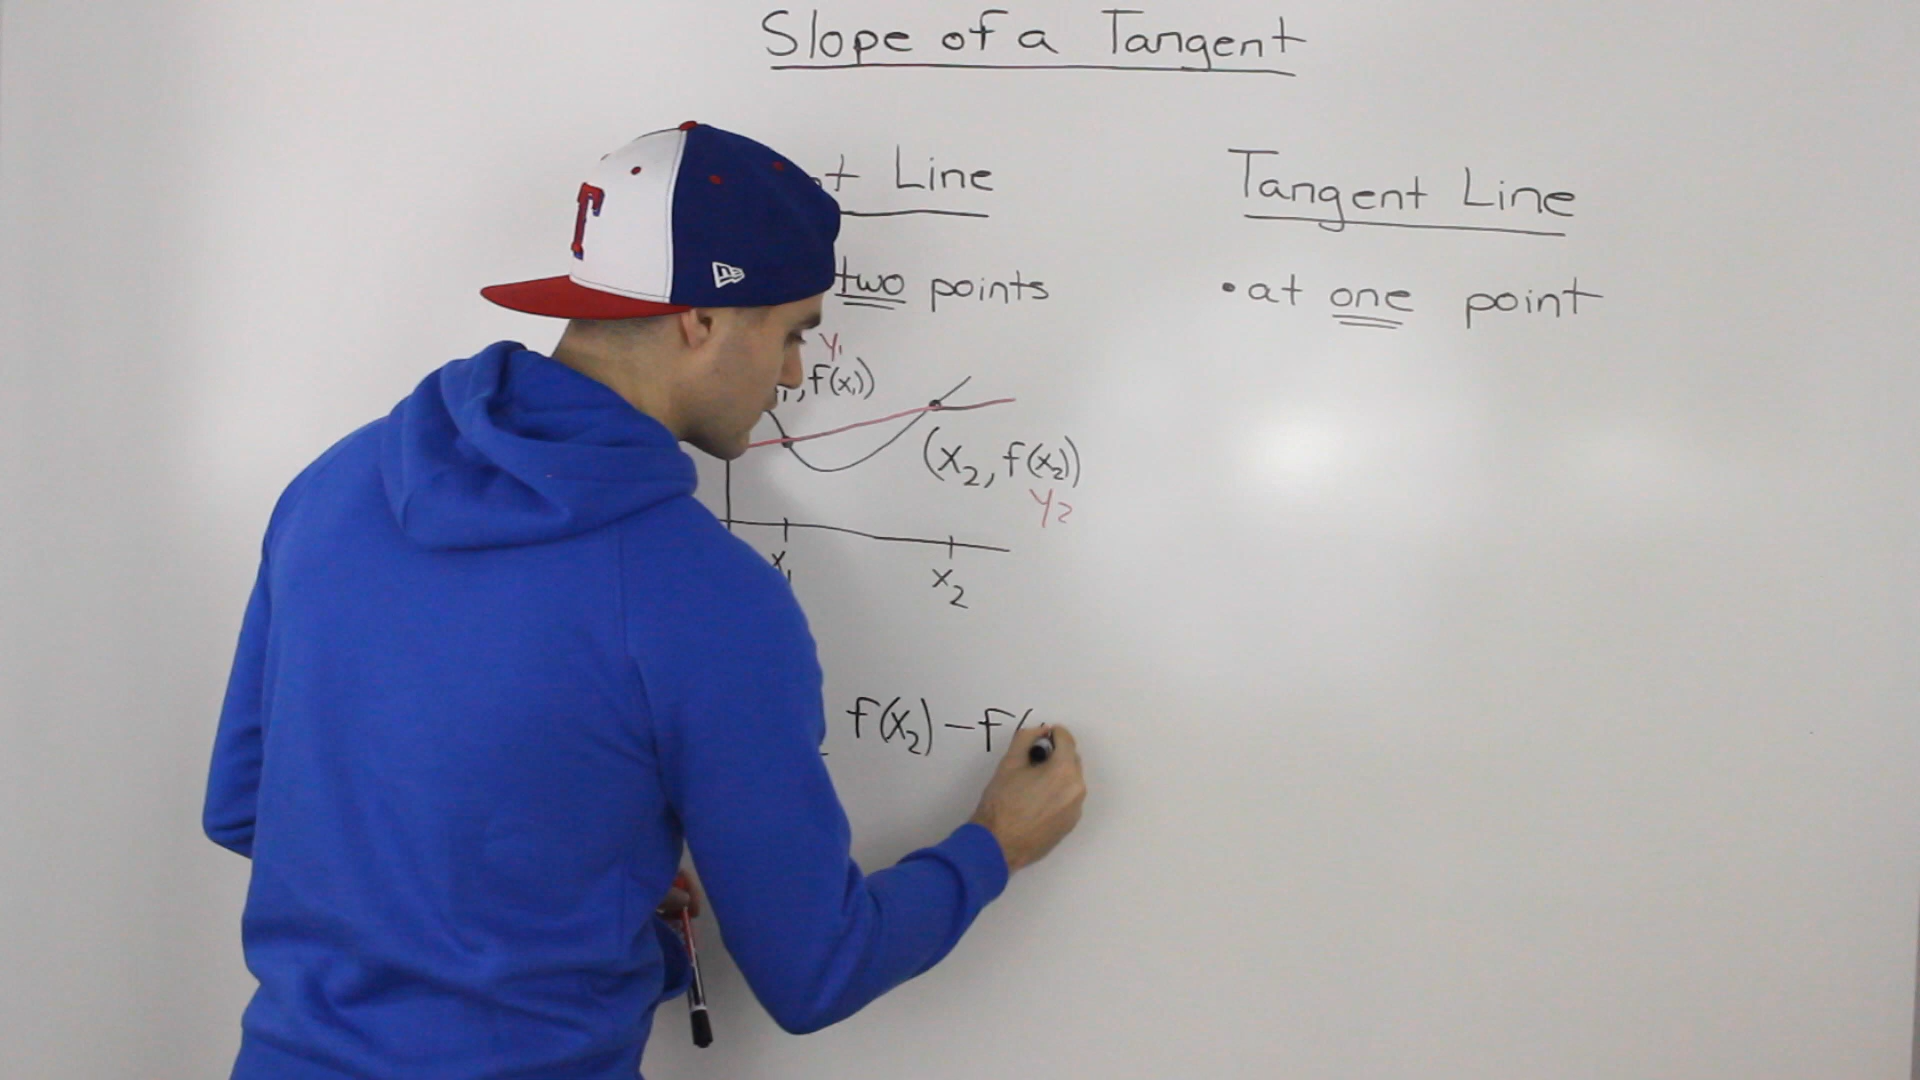 Slope of a Tangent
Line
Tangent Line
two points
• at one point
y₁
, f(x₁))
(x₂, f(x₂))
y₂
x₁
x₂
f(x₂) – f(
T